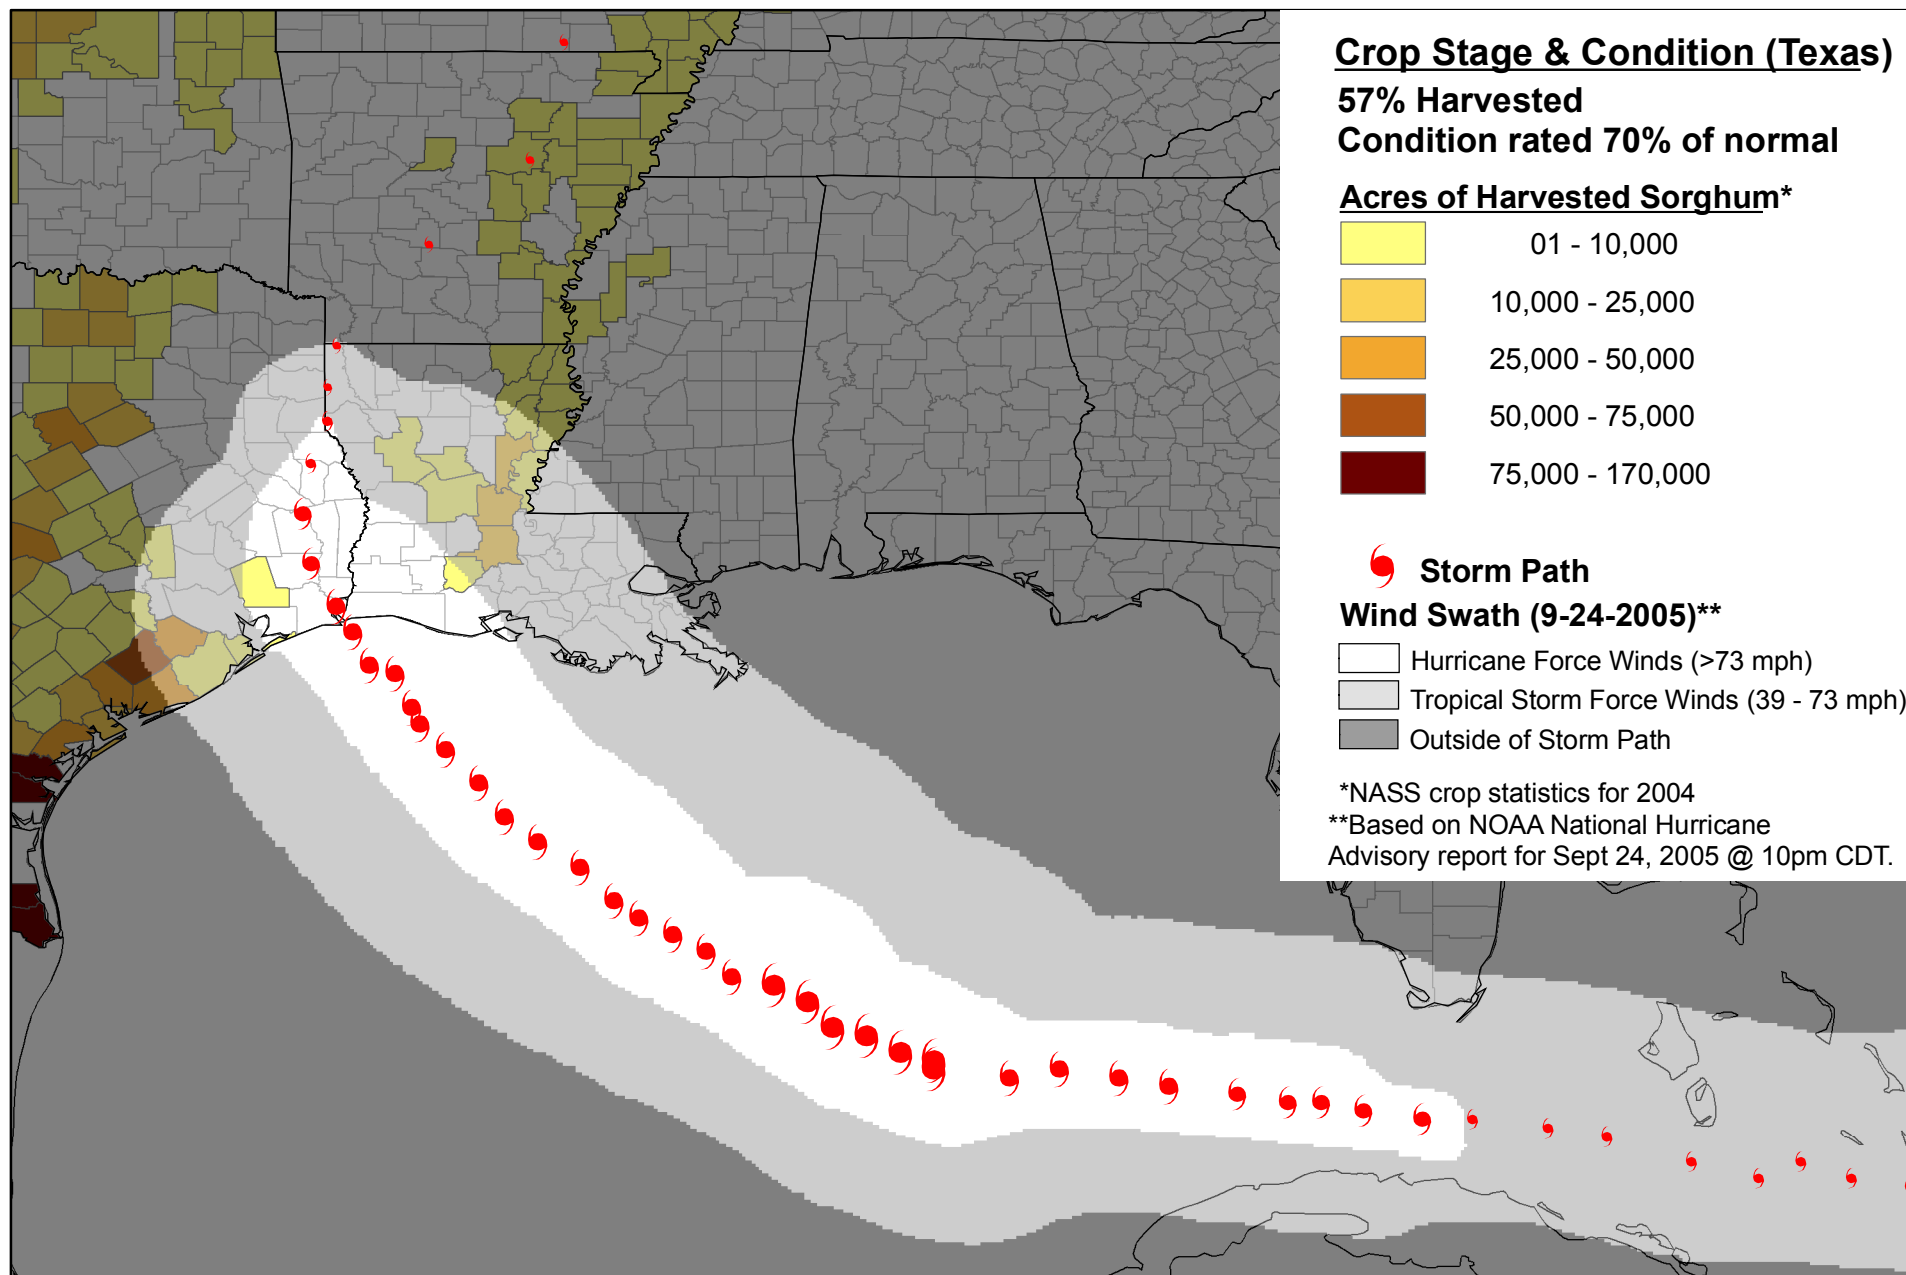 Crop Stage & Condition (Texas)
57% Harvested
Condition rated 70% of normal
Acres of Harvested Sorghum*
01 - 10,000
10,000 - 25,000
25,000 - 50,000
50,000 - 75,000
75,000 - 170,000
Storm Path
Wind Swath (9-24-2005)**
Hurricane Force Winds (>73 mph)
Tropical Storm Force Winds (39 - 73 mph)
Outside of Storm Path
*NASS crop statistics for 2004
**Based on NOAA National Hurricane
Advisory report for Sept 24, 2005 @ 10pm CDT.